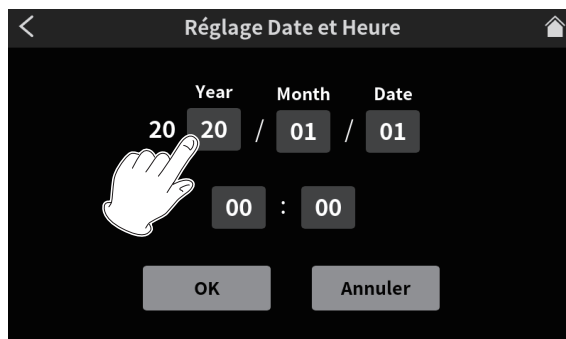 Réglage Date et Heure
Year Month Date
20 20 / 01 / 01
00 : 00
OK Annuler